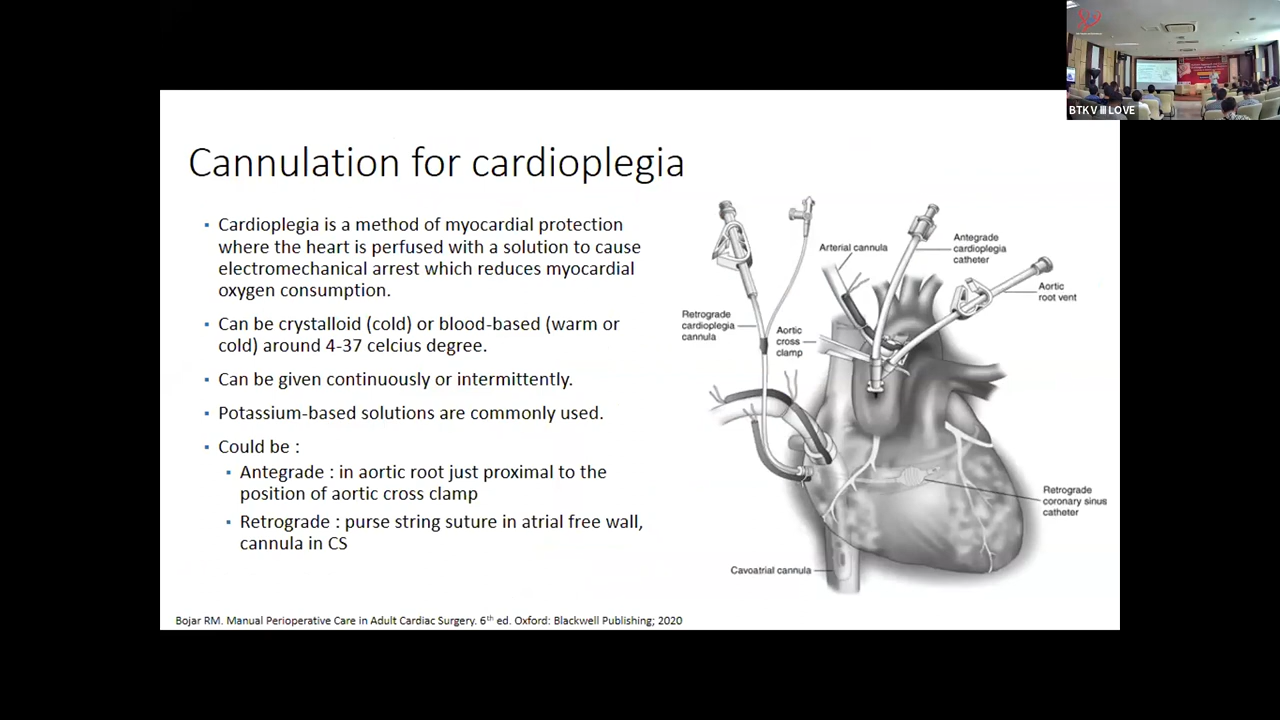 BTKV lll LOVE
Cannulation for cardioplegia
Cardioplegia is a method of myocardial protection
where the heart is perfused with a solution to cause
electromechanical arrest which reduces myocardial
oxygen consumption.
Can be crystalloid (cold) or blood-based (warm or
cold) around 4-37 celcius degree.
Can be given continuously or intermittently.
Potassium-based solutions are commonly used.
Could be :
Antegrade : in aortic root just proximal to the
position of aortic cross clamp
Retrograde : purse string suture in atrial free wall,
cannula in CS
Arterial cannula
Antegrade
cardioplegia
catheter
Aortic
root vent
Retrograde
cardioplegia
cannula
Aortic
cross
clamp
Retrograde
coronary sinus
catheter
Cavoatrial cannula
Bojar RM. Manual Perioperative Care in Adult Cardiac Surgery. 6th ed. Oxford: Blackwell Publishing; 2020